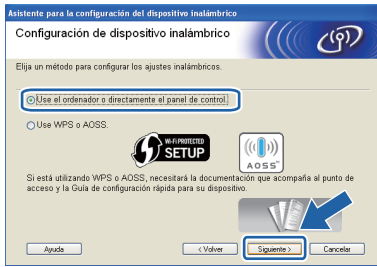 Asistente para la configuración del dispositivo inalámbrico
Configuración de dispositivo inalámbrico
Elija un método para configurar los ajustes inalámbricos.
Use el ordenador o directamente el panel de control.
Use WPS o AOSS.
WI-FI PROTECTED
SETUP
AOSS™
Si está utilizando WPS o AOSS, necesitará la documentación que acompaña al punto de
acceso y la Guía de configuración rápida para su dispositivo.
Ayuda
< Volver
Siguiente >
Cancelar